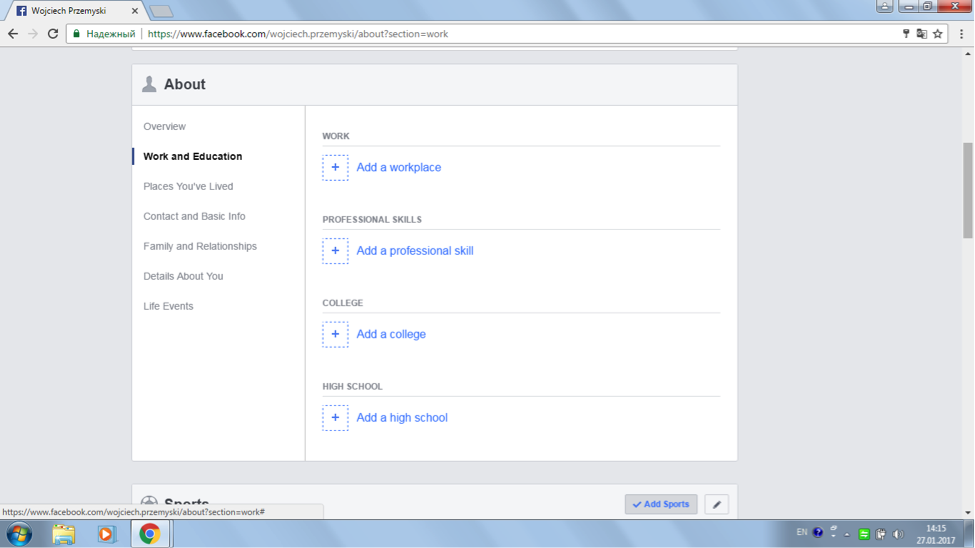 Wojciech Przemyski
Надежный https://www.facebook.com/wojciech.przemyski/about?section=work
About
Overview
Work and Education
Places You've Lived
Contact and Basic Info
Family and Relationships
Details About You
Life Events
WORK
+ Add a workplace
PROFESSIONAL SKILLS
+ Add a professional skill
COLLEGE
+ Add a college
HIGH SCHOOL
+ Add a high school
Sports
Add Sports
https://www.facebook.com/wojciech.przemyski/about?section=work#
EN
14:15
27.01.2017